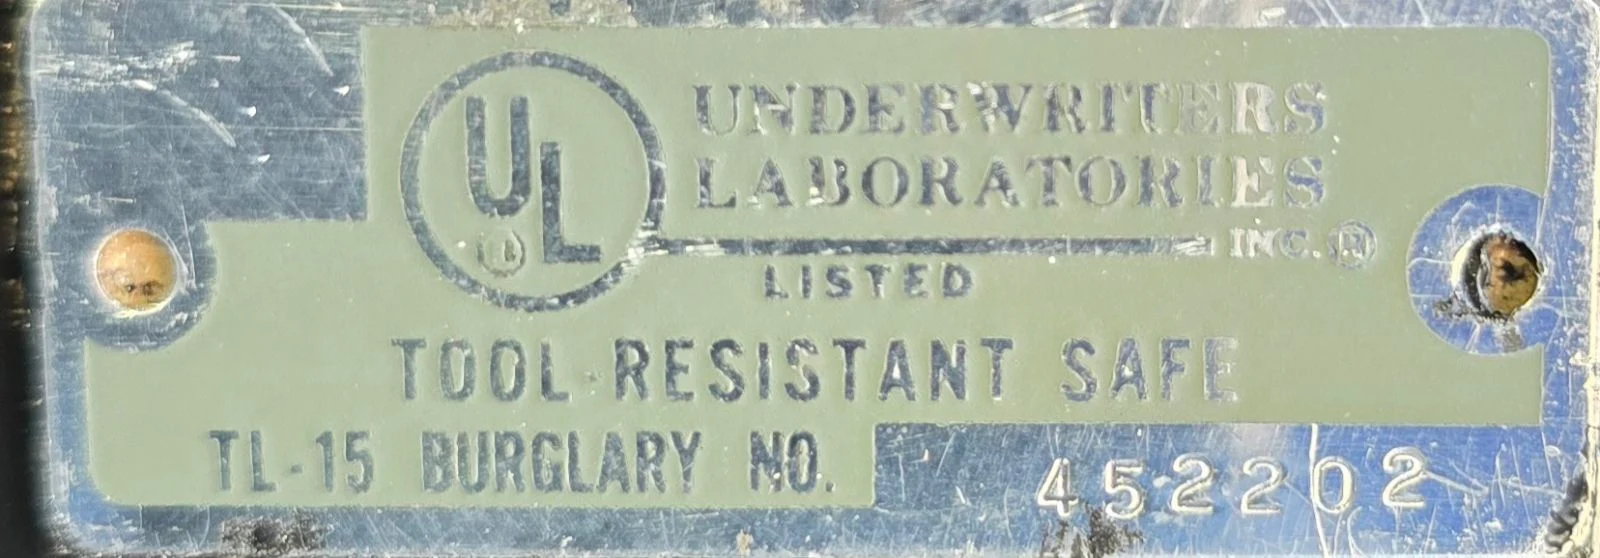 UL
UNDERWRITERS
LABORATORIES
INC.®
LISTED
TOOL-RESISTANT SAFE
TL-15 BURGLARY NO. 452202